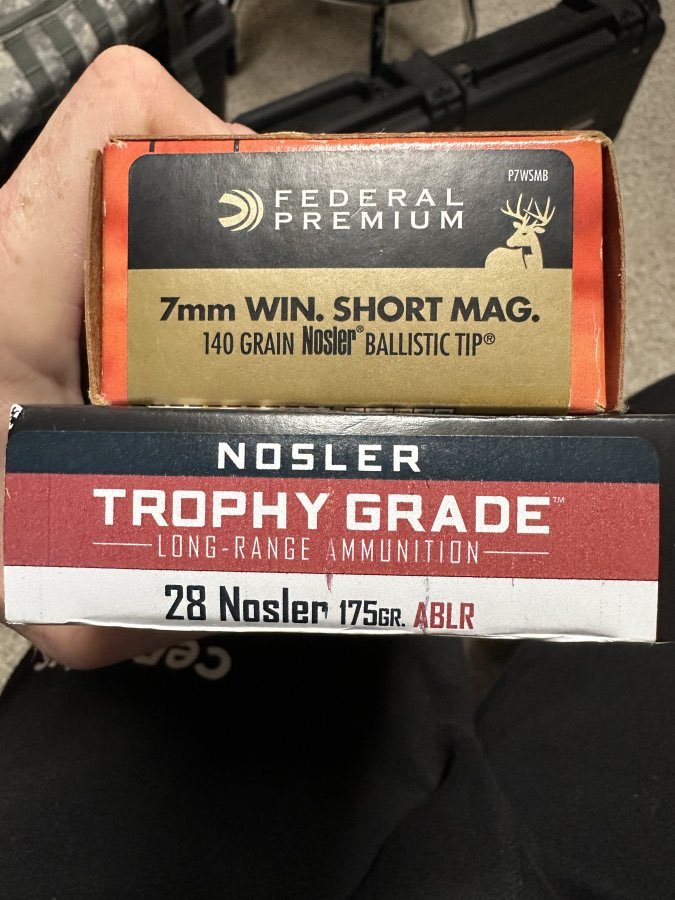 P7WSMB
FEDERAL
PREMIUM
7mm WIN. SHORT MAG.
140 GRAIN Nosler® BALLISTIC TIP®
NOSLER
TROPHY GRADE™
LONG-RANGE AMMUNITION
28 Nosler 175GR. ABLR